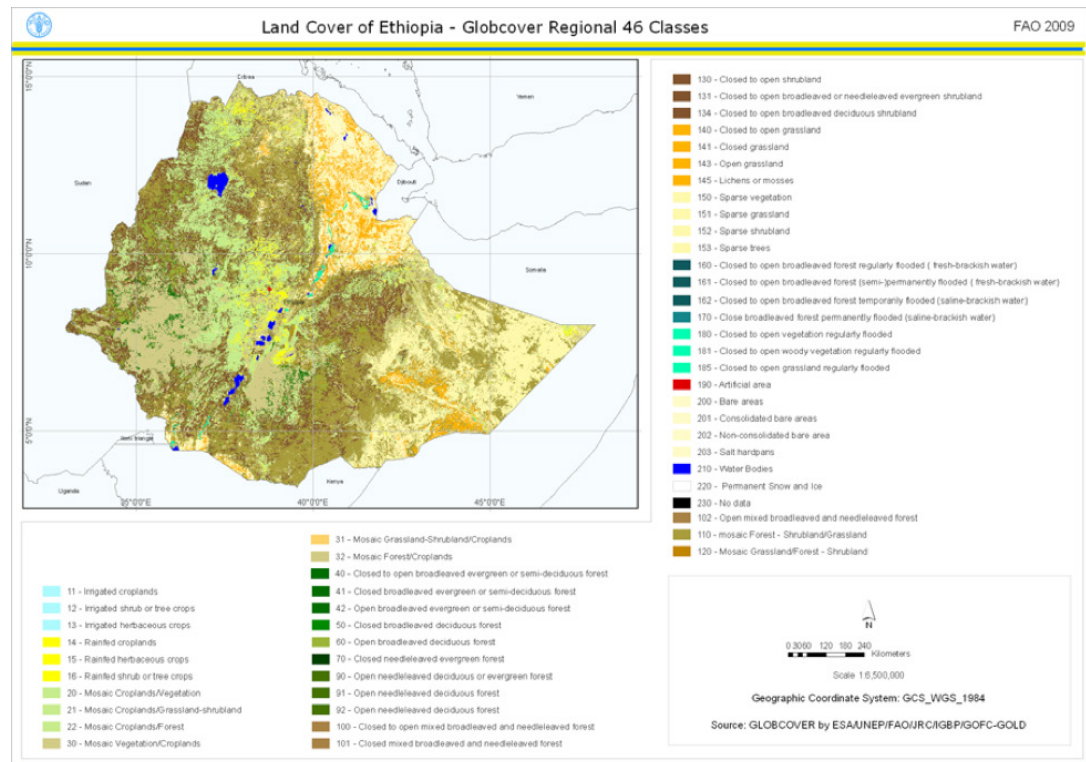 Land Cover of Ethiopia - Globcover Regional 46 Classes
FAO 2009
Eritrea
Yemen
Sudan
Djibouti
Somalia
Ilemi triangle
Uganda
Kenya
15°0'0"N
10°0'0"N
5°0'0"N
35°0'0"E
40°0'0"E
45°0'0"E
130 - Closed to open shrubland
131 - Closed to open broadleaved or needleleaved evergreen shrubland
134 - Closed to open broadleaved deciduous shrubland
140 - Closed to open grassland
141 - Closed grassland
143 - Open grassland
145 - Lichens or mosses
150 - Sparse vegetation
151 - Sparse grassland
152 - Sparse shrubland
153 - Sparse trees
160 - Closed to open broadleaved forest regularly flooded ( fresh-brackish water)
161 - Closed to open broadleaved forest (semi-)permanently flooded ( fresh-brackish water)
162 - Closed to open broadleaved forest temporarily flooded (saline-brackish water)
170 - Close broadleaved forest permanently flooded (saline-brackish water)
180 - Closed to open vegetation regularly flooded
181 - Closed to open woody vegetation regularly flooded
185 - Closed to open grassland regularly flooded
190 - Artificial area
200 - Bare areas
201 - Consolidated bare areas
202 - Non-consolidated bare area
203 - Salt hardpans
210 - Water Bodies
220 - Permanent Snow and Ice
230 - No data
102 - Open mixed broadleaved and needleleaved forest
110 - mosaic Forest - Shrubland/Grassland
120 - Mosaic Grassland/Forest - Shrubland
11 - Irrigated croplands
12 - Irrigated shrub or tree crops
13 - Irrigated herbaceous crops
14 - Rainfed croplands
15 - Rainfed herbaceous crops
16 - Rainfed shrub or tree crops
20 - Mosaic Croplands/Vegetation
21 - Mosaic Croplands/Grassland-shrubland
22 - Mosaic Croplands/Forest
30 - Mosaic Vegetation/Croplands
31 - Mosaic Grassland-Shrubland/Croplands
32 - Mosaic Forest/Croplands
40 - Closed to open broadleaved evergreen or semi-deciduous forest
41 - Closed broadleaved evergreen or semi-deciduous forest
42 - Open broadleaved evergreen or semi-deciduous forest
50 - Closed broadleaved deciduous forest
60 - Open broadleaved deciduous forest
70 - Closed needleleaved evergreen forest
90 - Open needleleaved deciduous or evergreen forest
91 - Open needleleaved deciduous forest
92 - Open needleleaved deciduous forest
100 - Closed to open mixed broadleaved and needleleaved forest
101 - Closed mixed broadleaved and needleleaved forest
N
0 30 60 120 180 240
Kilometers
Scale 1:6,500,000
Geographic Coordinate System: GCS_WGS_1984
Source: GLOBCOVER by ESA/UNEP/FAO/JRC/IGBP/GOFC-GOLD